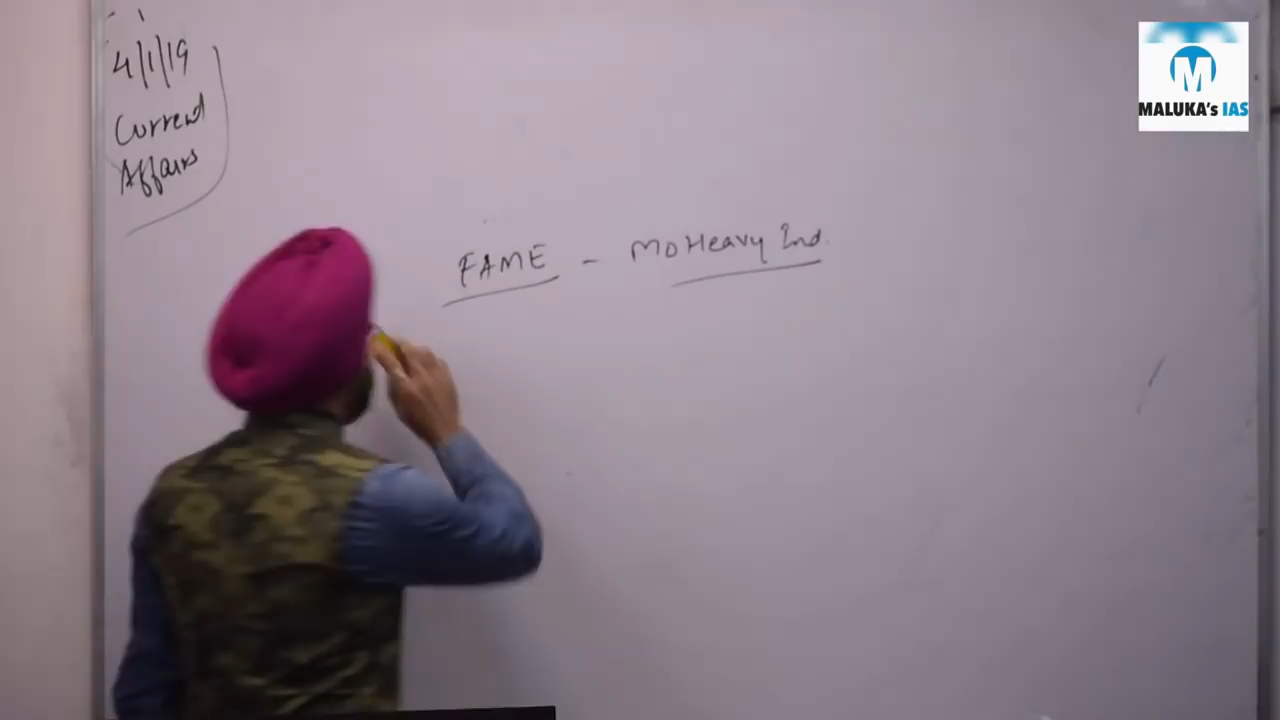 4/1/19
Current
Affairs
FAME - MoHeavy Ind.
M
MALUKA's IAS